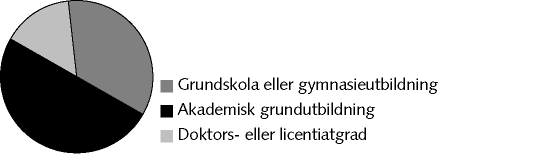 Grundskola eller gymnasieutbildning
Akademisk grundutbildning
Doktors- eller licentiatgrad